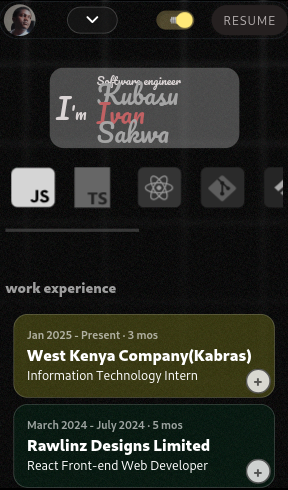 RESUME
Software engineer
I'm
Kubasu
Ivan
Sakwa
JS
TS
work experience
Jan 2025 - Present · 3 mos
West Kenya Company(Kabras)
Information Technology Intern
+
March 2024 - July 2024 · 5 mos
Rawlinz Designs Limited
React Front-end Web Developer
+